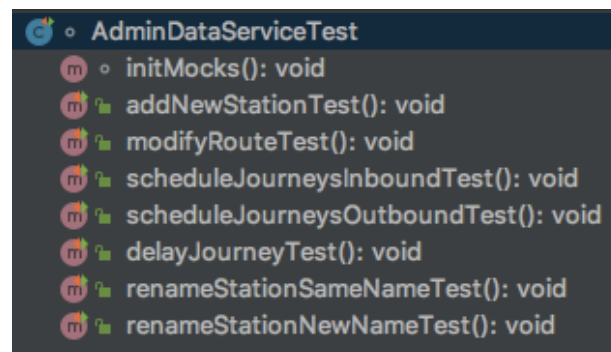 AdminDataServiceTest
initMocks(): void
addNewStationTest(): void
modifyRouteTest(): void
scheduleJourneysInboundTest(): void
scheduleJourneysOutboundTest(): void
delayJourneyTest(): void
renameStationSameNameTest(): void
renameStationNewNameTest(): void